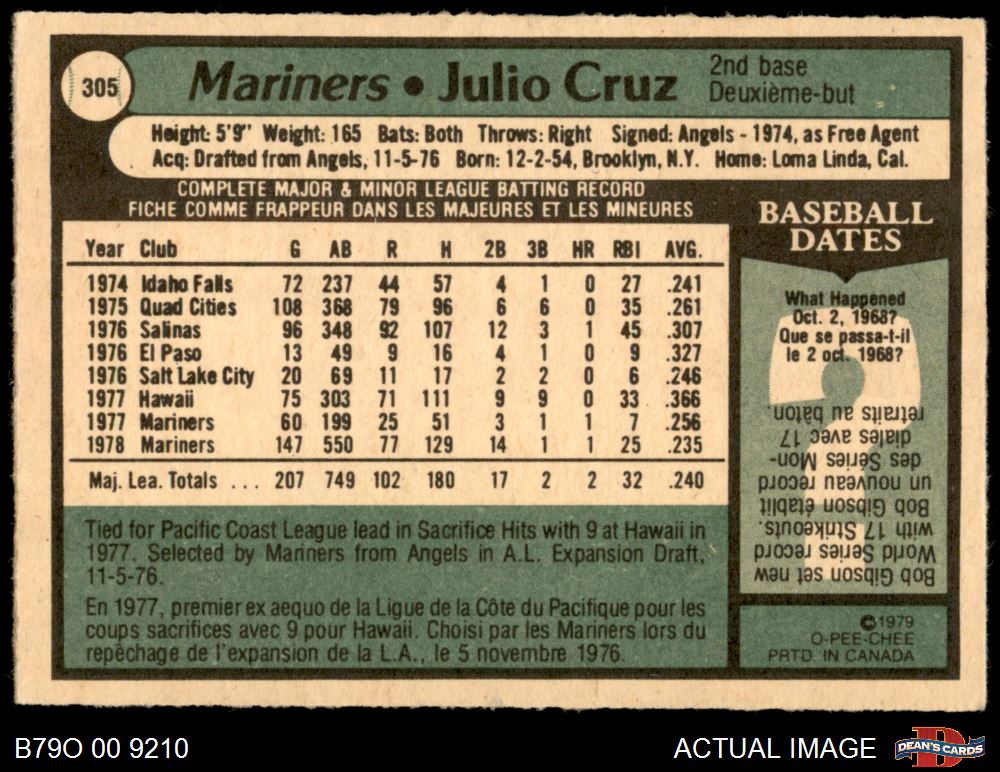 305
Mariners • Julio Cruz
2nd base
Deuxième-but
Height: 5'9" Weight: 165 Bats: Both Throws: Right Signed: Angels - 1974, as Free Agent
Acq: Drafted from Angels, 11-5-76 Born: 12-2-54, Brooklyn, N.Y. Home: Loma Linda, Cal.
COMPLETE MAJOR & MINOR LEAGUE BATTING RECORD
FICHE COMME FRAPPEUR DANS LES MAJEURES ET LES MINEURES
Year Club G AB R H 2B 3B HR RBI AVG.
1974 Idaho Falls 72 237 44 57 4 1 0 27 .241
1975 Quad Cities 108 368 79 96 6 6 0 35 .261
1976 Salinas 96 348 92 107 12 3 1 45 .307
1976 El Paso 13 49 9 16 4 1 0 9 .327
1976 Salt Lake City 20 69 11 17 2 2 0 6 .246
1977 Hawaii 75 303 71 111 9 9 0 33 .366
1977 Mariners 60 199 25 51 3 1 1 7 .256
1978 Mariners 147 550 77 129 14 1 1 25 .235
Maj. Lea. Totals ... 207 749 102 180 17 2 2 32 .240
Tied for Pacific Coast League lead in Sacrifice Hits with 9 at Hawaii in
1977. Selected by Mariners from Angels in A.L. Expansion Draft,
11-5-76.
En 1977, premier ex aequo de la Ligue de la Côte du Pacifique pour les
coups sacrifices avec 9 pour Hawaii. Choisi par les Mariners lors du
repêchage de l'expansion de la L.A., le 5 novembre 1976.
BASEBALL
DATES
What Happened
Oct. 2, 1968?
Que se passa-t-il
le 2 oct. 1968?
Bob Gibson set new
World Series record
with 17 Strikeouts.
Bob Gibson établit
un nouveau record
des Séries Mon-
diales avec 17
retraits au bâton.
©1979
O-PEE-CHEE
PRTD. IN CANADA
B79O 00 9210
ACTUAL IMAGE
D
DEAN'S CARDS